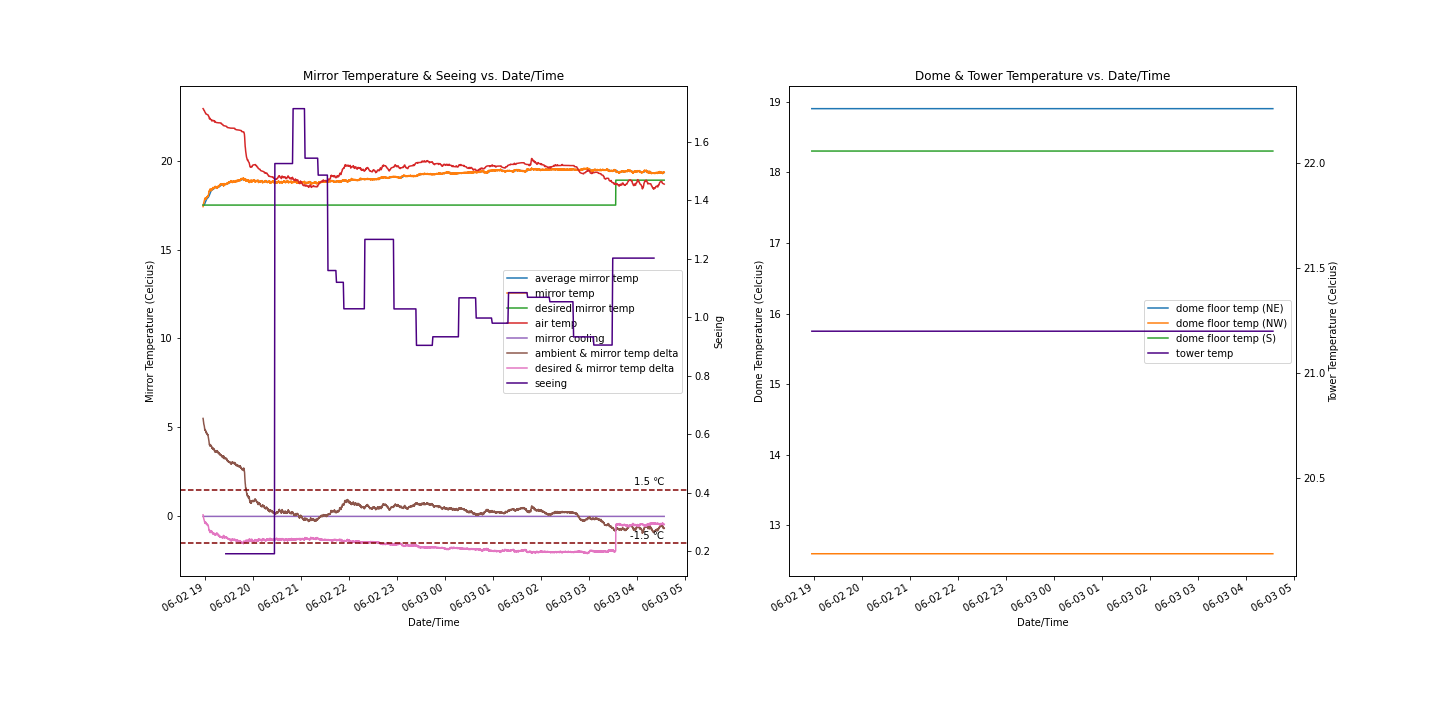 Mirror Temperature & Seeing vs. Date/Time
Mirror Temperature (Celcius)
20
15
10
5
0
average mirror temp
mirror temp
desired mirror temp
air temp
mirror cooling
ambient & mirror temp delta
desired & mirror temp delta
seeing
1.5 °C
-1.5 °C
1.6
1.4
1.2
1.0
0.8
0.6
0.4
0.2
Seeing
06-02 19
06-02 20
06-02 21
06-02 22
06-02 23
06-03 00
06-03 01
06-03 02
06-03 03
06-03 04
06-03 05
Date/Time
Dome & Tower Temperature vs. Date/Time
Dome Temperature (Celcius)
19
18
17
16
15
14
13
dome floor temp (NE)
dome floor temp (NW)
dome floor temp (S)
tower temp
22.0
21.5
21.0
20.5
Tower Temperature (Celcius)
06-02 19
06-02 20
06-02 21
06-02 22
06-02 23
06-03 00
06-03 01
06-03 02
06-03 03
06-03 04
06-03 05
Date/Time